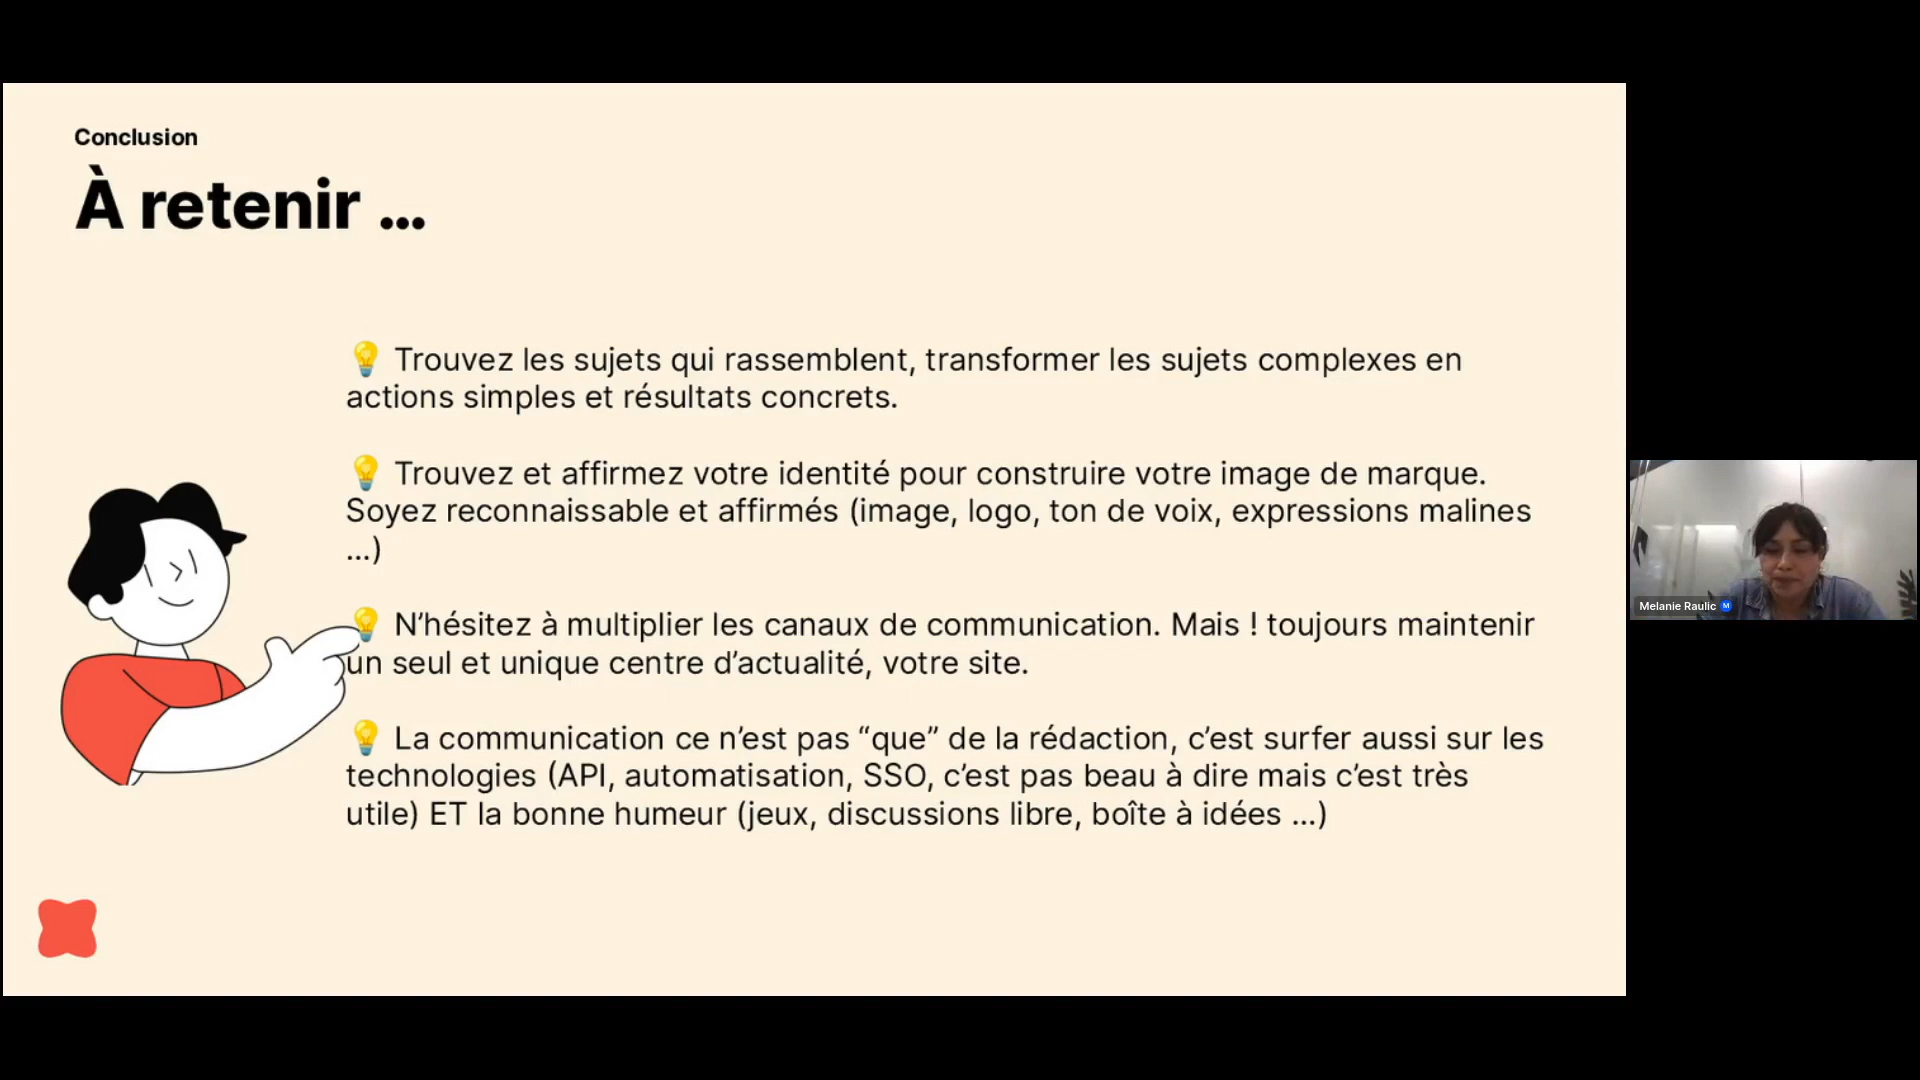 Conclusion
À retenir ...
💡 Trouvez les sujets qui rassemblent, transformer les sujets complexes en
actions simples et résultats concrets.
💡 Trouvez et affirmez votre identité pour construire votre image de marque.
Soyez reconnaissable et affirmés (image, logo, ton de voix, expressions malines
...)
💡 N’hésitez à multiplier les canaux de communication. Mais ! toujours maintenir
un seul et unique centre d’actualité, votre site.
💡 La communication ce n’est pas “que” de la rédaction, c’est surfer aussi sur les
technologies (API, automatisation, SSO, c’est pas beau à dire mais c’est très
utile) ET la bonne humeur (jeux, discussions libre, boîte à idées ...)
Melanie Raulic M